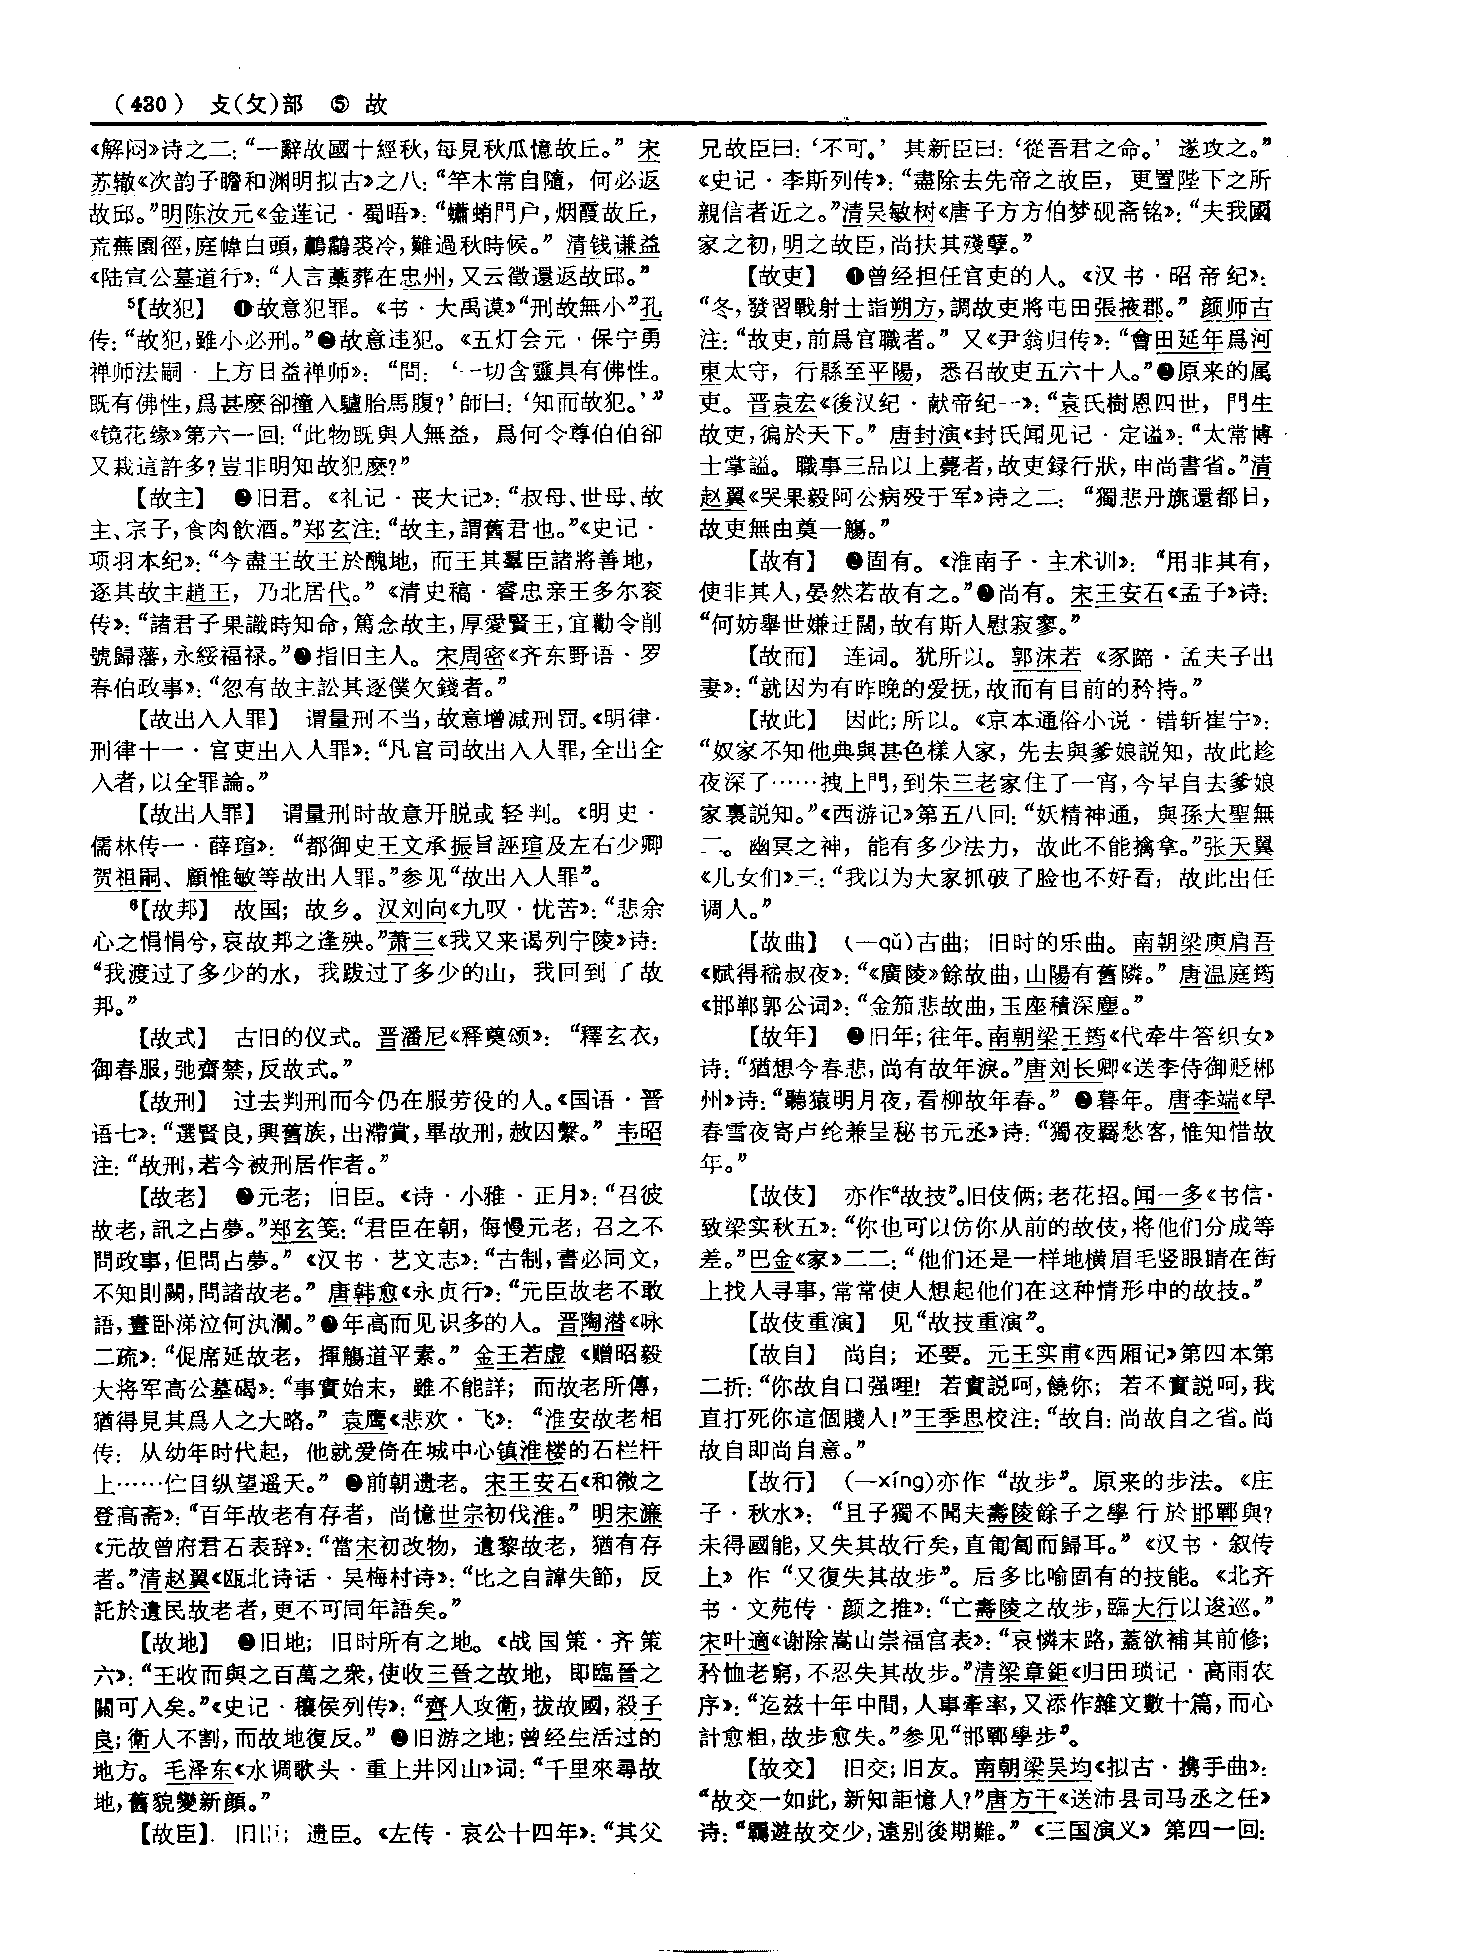 （430） 攴(攵)部 ⑤ 故
《解闷》诗之二：“一辭故國十經秋，每見秋瓜憶故丘。” 宋
苏辙《次韵子瞻和渊明拟古》之八：“竿木常自隨，何必返
故邱。”明陈汝元《金莲记·蜀晤》：“蠨蛸門户，烟霞故丘，
荒蕪園徑，庭幃白頭，鷫鸘裘冷，難過秋時候。” 清钱谦益
《陆宣公墓道行》：“人言藁葬在忠州，又云徵還返故邱。”
5【故犯】 ❶故意犯罪。《书·大禹谟》“刑故無小”孔
传：“故犯，雖小必刑。”❷故意违犯。《五灯会元·保宁勇
禅师法嗣·上方日益禅师》：“問：‘一切含靈具有佛性。
既有佛性，爲甚麽卻撞入驢胎馬腹？’師曰：‘知而故犯。’”
《镜花缘》第六一回：“此物既與人無益，爲何令尊伯伯卻
又栽這許多？豈非明知故犯麽？”
【故主】 ❶旧君。《礼记·丧大记》：“叔母、世母、故
主、宗子，食肉飲酒。”郑玄注：“故主，謂舊君也。”《史记·
项羽本纪》：“今盡王故王於醜地，而王其羣臣諸將善地，
逐其故主趙王，乃北居代。”《清史稿·睿忠亲王多尔衮
传》：“諸君子果識時知命，篤念故主，厚愛賢王，宜勸令削
號歸藩，永綏福禄。”❷指旧主人。宋周密《齐东野语·罗
春伯政事》：“忽有故主訟其逐僕欠錢者。”
【故出入人罪】 谓量刑不当，故意增减刑罚。《明律·
刑律十一·官吏出入人罪》：“凡官司故出入人罪，全出全
入者，以全罪論。”
【故出人罪】 谓量刑时故意开脱或轻判。《明史·
儒林传一·薛瑄》：“都御史王文承振旨誣瑄及左右少卿
贺祖嗣、顧惟敏等故出人罪。”参见“故出入人罪”。
6【故邦】 故国；故乡。汉刘向《九叹·忧苦》：“悲余
心之悁悁兮，哀故邦之逢殃。”萧三《我又来谒列宁陵》诗：
“我渡过了多少的水，我跋过了多少的山，我回到了故
邦。”
【故式】 古旧的仪式。晋潘尼《释奠颂》：“釋玄衣，
御春服，弛齋禁，反故式。”
【故刑】 过去判刑而今仍在服劳役的人。《国语·晋
语七》：“選賢良，興舊族，出滯賞，畢故刑，赦囚繫。” 韦昭
注：“故刑，若今被刑居作者。”
【故老】 ❶元老；旧臣。《诗·小雅·正月》：“召彼
故老，訊之占夢。”郑玄笺：“君臣在朝，侮慢元老，召之不
問政事，但問占夢。”《汉书·艺文志》：“古制，書必同文，
不知則闕，問諸故老。” 唐韩愈《永贞行》：“元臣故老不敢
語，晝卧涕泣何汍瀾。”❷年高而见识多的人。晋陶潜《咏
二疏》：“促席延故老，揮觴道平素。” 金王若虚《赠昭毅
大将军高公墓碣》：“事實始末，雖不能詳；而故老所傳，
猶得見其爲人之大略。” 袁鹰《悲欢·飞》：“淮安故老相
传：从幼年时代起，他就爱倚在城中心镇淮楼的石栏杆
上……伫目纵望遥天。” ❸前朝遗老。宋王安石《和微之
登高斋》：“百年故老有存者，尚憶世宗初伐淮。” 明宋濂
《元故曾府君石表辞》：“當宋初改物，遺黎故老，猶有存
者。”清赵翼《瓯北诗话·吴梅村诗》：“比之自諱失節，反
託於遺民故老者，更不可同年語矣。”
【故地】 ❶旧地；旧时所有之地。《战国策·齐策
六》：“王收而與之百萬之衆，使收三晉之故地，即臨晉之
關可入矣。”《史记·穰侯列传》：“齊人攻衛，拔故國，殺子
良；衛人不割，而故地復反。” ❷旧游之地；曾经生活过的
地方。毛泽东《水调歌头·重上井冈山》词：“千里來尋故
地，舊貌變新顔。”
【故臣】 旧臣；遗臣。《左传·哀公十四年》：“其父
兄故臣曰：‘不可。’ 其新臣曰：‘從吾君之命。’ 遂攻之。”
《史记·李斯列传》：“盡除去先帝之故臣，更置陛下之所
親信者近之。”清吴敏树《唐子方方伯梦砚斋铭》：“夫我國
家之初，明之故臣，尚扶其殘孽。”
【故吏】 ❶曾经担任官吏的人。《汉书·昭帝纪》：
“冬，發習戰射士詣朔方，調故吏將屯田張掖郡。” 颜师古
注：“故吏，前爲官職者。” 又《尹翁归传》：“會田延年爲河
東太守，行縣至平陽，悉召故吏五六十人。”❷原来的属
吏。晋袁宏《後汉纪·献帝纪一》：“袁氏樹恩四世，門生
故吏，徧於天下。” 唐封演《封氏闻见记·定谥》：“太常博
士掌謚。職事三品以上薨者，故吏録行狀，申尚書省。”清
赵翼《哭果毅阿公病殁于军》诗之二：“獨悲丹旐還都日，
故吏無由奠一觴。”
【故有】 ❶固有。《淮南子·主术训》：“用非其有，
使非其人，晏然若故有之。”❷尚有。宋王安石《孟子》诗：
“何妨舉世嫌迂闊，故有斯人慰寂寥。”
【故而】 连词。犹所以。郭沫若《豕蹄·孟夫子出
妻》：“就因为有昨晚的爱抚，故而有目前的矜持。”
【故此】 因此；所以。《京本通俗小说·错斩崔宁》：
“奴家不知他典與甚色樣人家，先去與爹娘説知，故此趁
夜深了……拽上門，到朱三老家住了一宵，今早自去爹娘
家裏説知。”《西游记》第五八回：“妖精神通，與孫大聖無
二。幽冥之神，能有多少法力，故此不能擒拿。”张天翼
《儿女们》三：“我以为大家抓破了脸也不好看，故此出任
调人。”
【故曲】 (一qǔ)古曲；旧时的乐曲。南朝梁庾肩吾
《赋得嵇叔夜》：“《廣陵》餘故曲，山陽有舊隣。” 唐温庭筠
《邯郸郭公词》：“金笳悲故曲，玉座積深塵。”
【故年】 ❶旧年；往年。南朝梁王筠《代牵牛答织女》
诗：“猶想今春悲，尚有故年淚。”唐刘长卿《送李侍御贬郴
州》诗：“聽猿明月夜，看柳故年春。” ❷暮年。唐李端《早
春雪夜寄卢纶兼呈秘书元丞》诗：“獨夜羈愁客，惟知惜故
年。”
【故伎】 亦作“故技”。旧伎俩；老花招。闻一多《书信·
致梁实秋五》：“你也可以仿你从前的故伎，将他们分成等
差。”巴金《家》二二：“他们还是一样地横眉毛竖眼睛在街
上找人寻事，常常使人想起他们在这种情形中的故技。”
【故伎重演】 见“故技重演”。
【故自】 尚自；还要。元王实甫《西厢记》第四本第
二折：“你故自口强哩！若實説呵，饒你；若不實説呵，我
直打死你這個賤人！”王季思校注：“故自：尚故自之省。尚
故自即尚自意。”
【故行】 (一xíng)亦作“故步”。原来的步法。《庄
子·秋水》：“且子獨不聞夫壽陵餘子之學行於邯鄲與？
未得國能，又失其故行矣，直匍匐而歸耳。”《汉书·叙传
上》作“又復失其故步”。后多比喻固有的技能。《北齐
书·文苑传·颜之推》：“亡壽陵之故步，臨大行以逡巡。”
宋叶適《谢除嵩山崇福宫表》：“哀憐末路，蓋欲補其前修；
矜恤老窮，不忍失其故步。”清梁章鉅《归田琐记·高雨农
序》：“迄兹十年中間，人事牽率，又添作雜文數十篇，而心
計愈粗，故步愈失。”参见“邯鄲學步”。
【故交】 旧交；旧友。南朝梁吴均《拟古·携手曲》：
“故交一如此，新知詎憶人？”唐方干《送沛县司马丞之任》
诗：“羈遊故交少，遠别後期難。”《三国演义》第四一回：